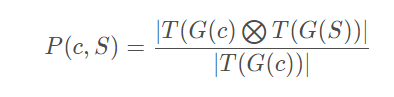 P(c, S) = |T(G(c) ⊗ T(G(S))| / |T(G(c))|